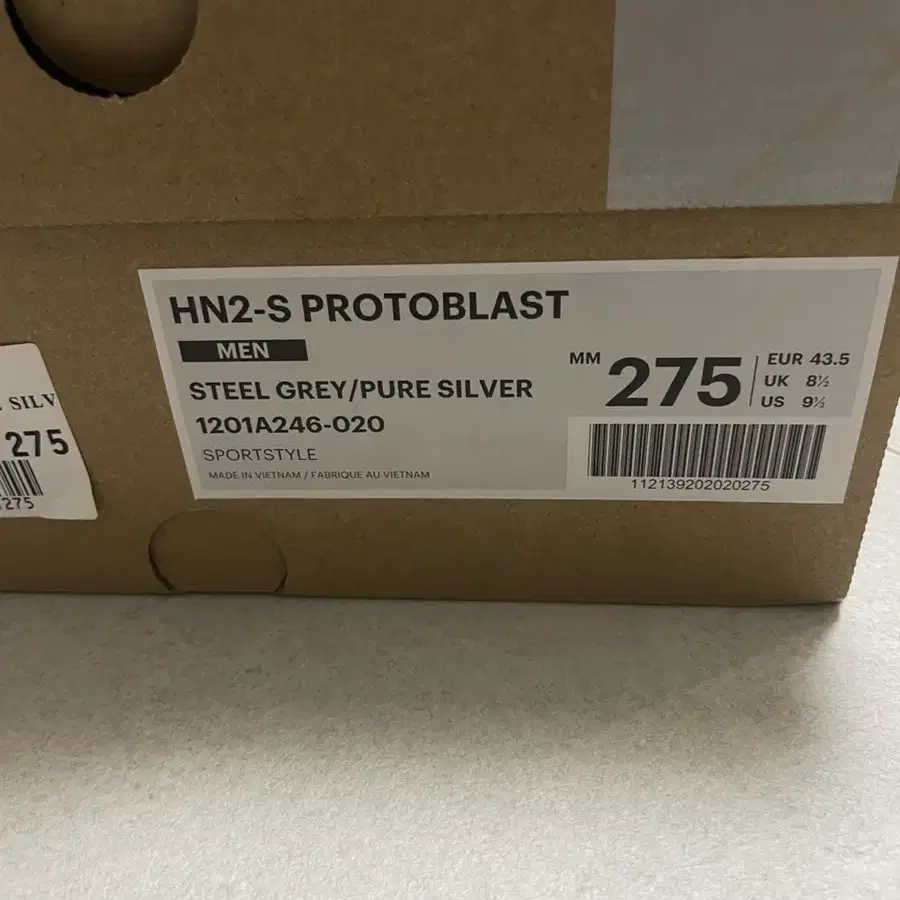 HN2-S PROTOBLAST
MEN
STEEL GREY/PURE SILVER
1201A246-020
SPORTSTYLE
MADE IN VIETNAM / FABRIQUE AU VIETNAM
MM 275
EUR 43.5
UK 8½
US 9½
112139202020275
. SILV
275
275